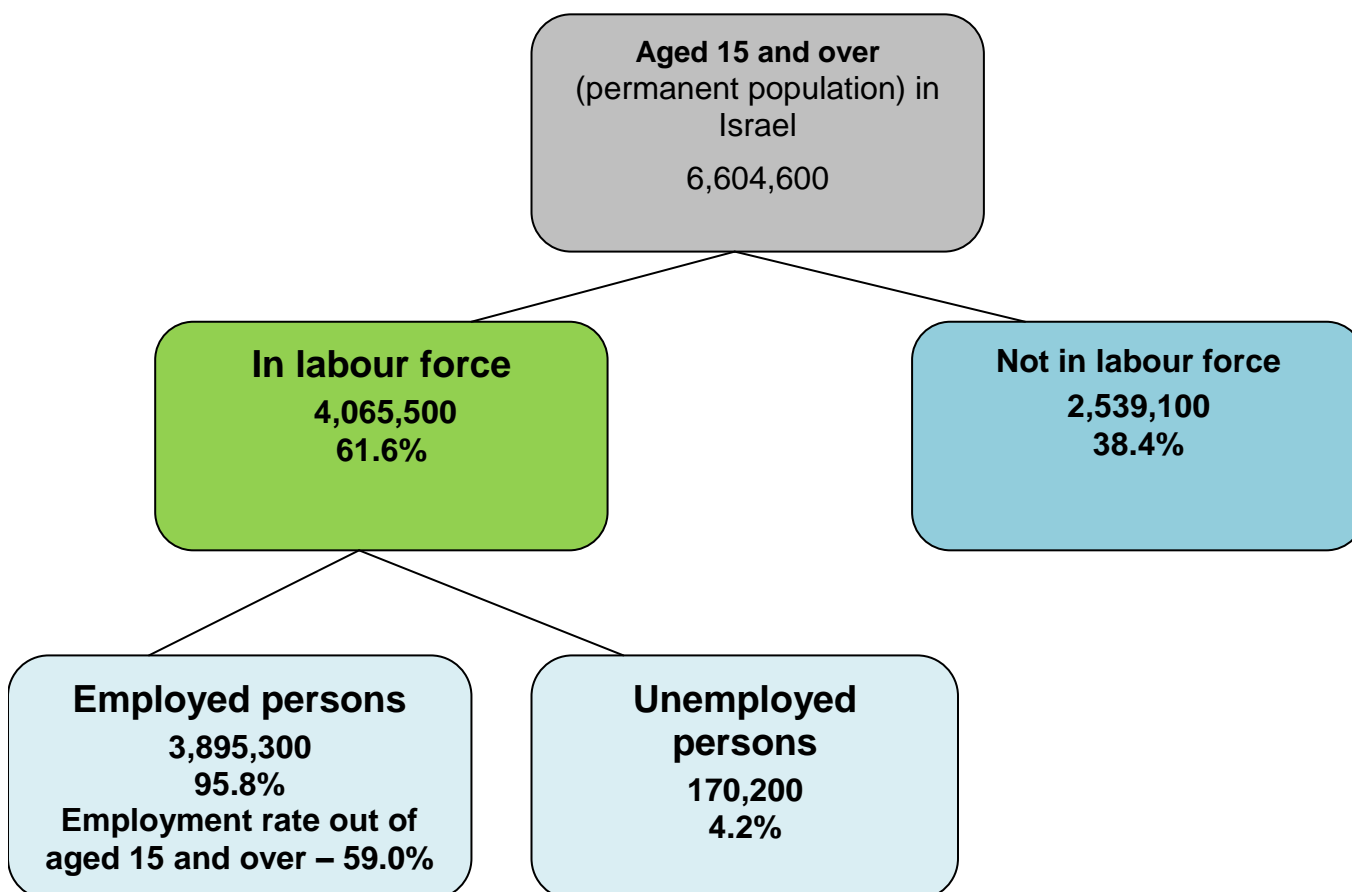 Aged 15 and over
(permanent population) in
Israel
6,604,600
In labour force
4,065,500
61.6%
Not in labour force
2,539,100
38.4%
Employed persons
3,895,300
95.8%
Employment rate out of
aged 15 and over – 59.0%
Unemployed
persons
170,200
4.2%